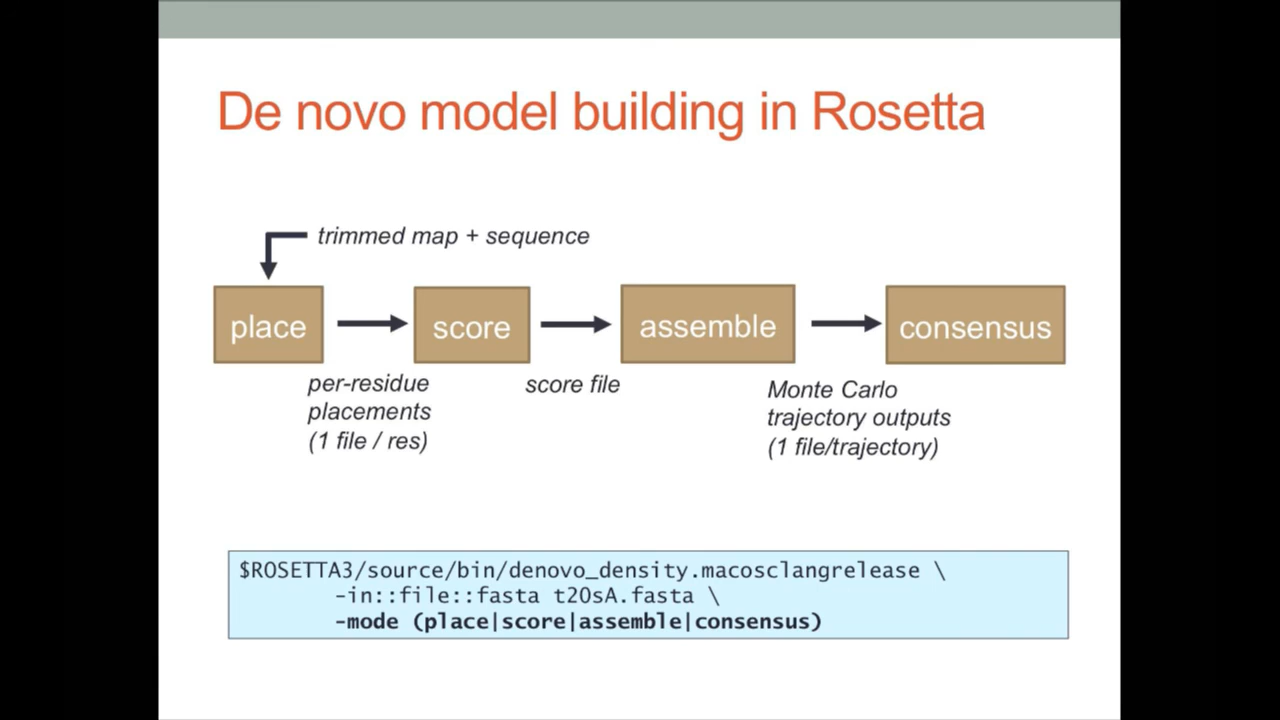 De novo model building in Rosetta
trimmed map + sequence
place
score
assemble
consensus
per-residue
placements
(1 file / res)
score file
Monte Carlo
trajectory outputs
(1 file/trajectory)
$ROSETTA3/source/bin/denovo_density.macosclangrelease \
-in::file::fasta t20sA.fasta \
-mode (place|score|assemble|consensus)